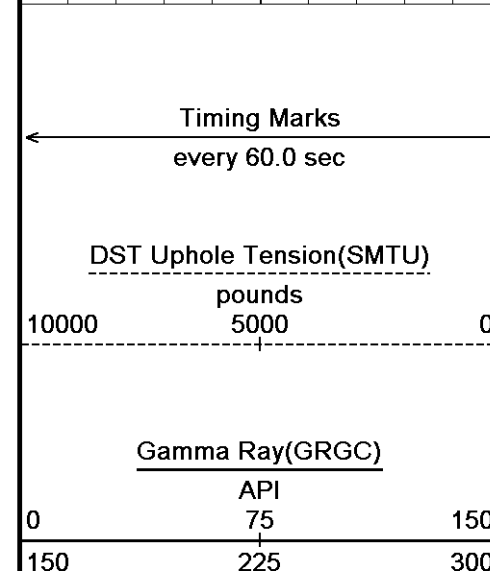 Timing Marks
every 60.0 sec
DST Uphole Tension(SMTU)
pounds
10000 5000 0
Gamma Ray(GRGC)
API
0 75 150
150 225 300